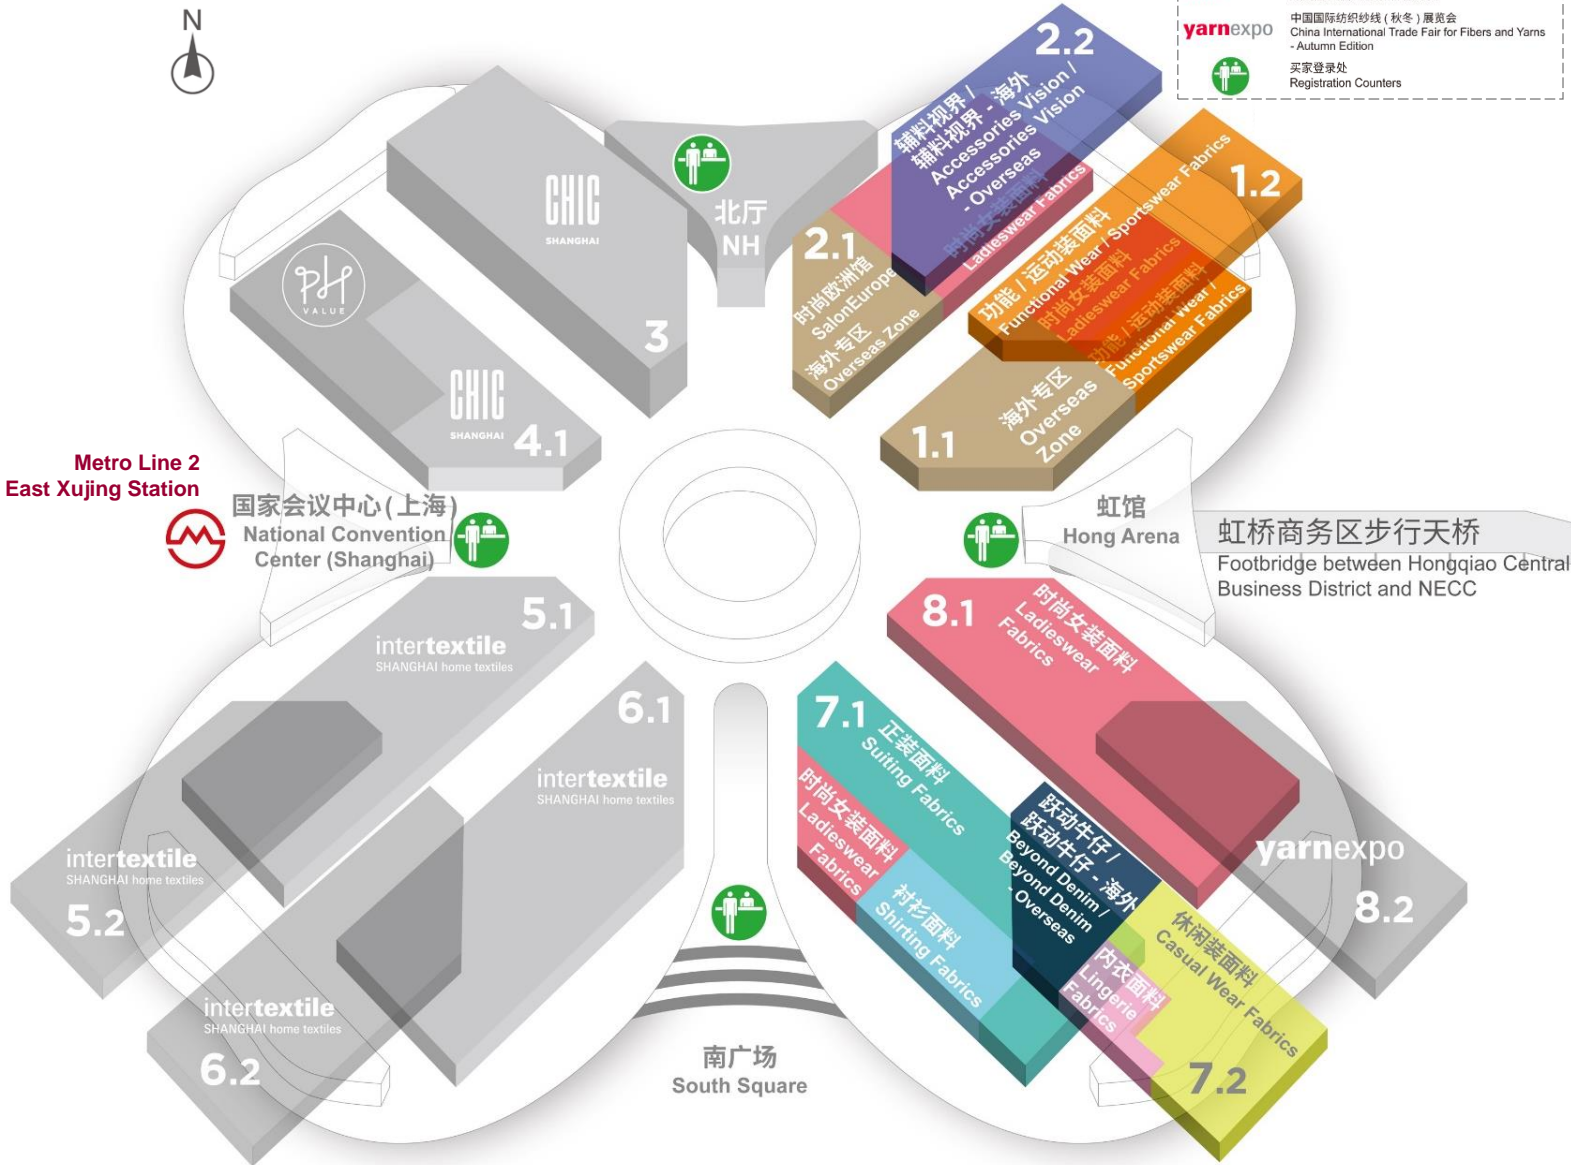 N
yarnexpo
中国国际纺织纱线 ( 秋冬 ) 展览会
China International Trade Fair for Fibers and Yarns
- Autumn Edition
买家登录处
Registration Counters
2.2
辅料视界 /
辅料视界 - 海外
Accessories Vision /
Accessories Vision
- Overseas
时尚女装面料
Ladieswear Fabrics
2.1
时尚欧洲馆
SalonEurope
海外专区
Overseas Zone
1.2
功能 / 运动装面料
Functional Wear / Sportswear Fabrics
时尚女装面料
Ladieswear Fabrics
功能 / 运动装面料
Functional Wear /
Sportswear Fabrics
海外专区
Overseas
Zone
1.1
北厅
NH
CHIC
SHANGHAI
3
PH
VALUE
CHIC
SHANGHAI
4.1
Metro Line 2
East Xujing Station
国家会议中心 ( 上海 )
National Convention
Center (Shanghai)
虹馆
Hong Arena
虹桥商务区步行天桥
Footbridge between Hongqiao Central
Business District and NECC
5.1
intertextile
SHANGHAI home textiles
6.1
intertextile
SHANGHAI home textiles
intertextile
SHANGHAI home textiles
5.2
intertextile
SHANGHAI home textiles
6.2
8.1
时尚女装面料
Ladieswear
Fabrics
7.1
正装面料
Suiting Fabrics
时尚女装面料
Ladieswear
Fabrics
衬衫面料
Shirting Fabrics
跃动牛仔 /
跃动牛仔 - 海外
Beyond Denim /
Beyond Denim
- Overseas
内衣面料
Lingerie
Fabrics
休闲装面料
Casual Wear Fabrics
7.2
yarnexpo
8.2
南广场
South Square